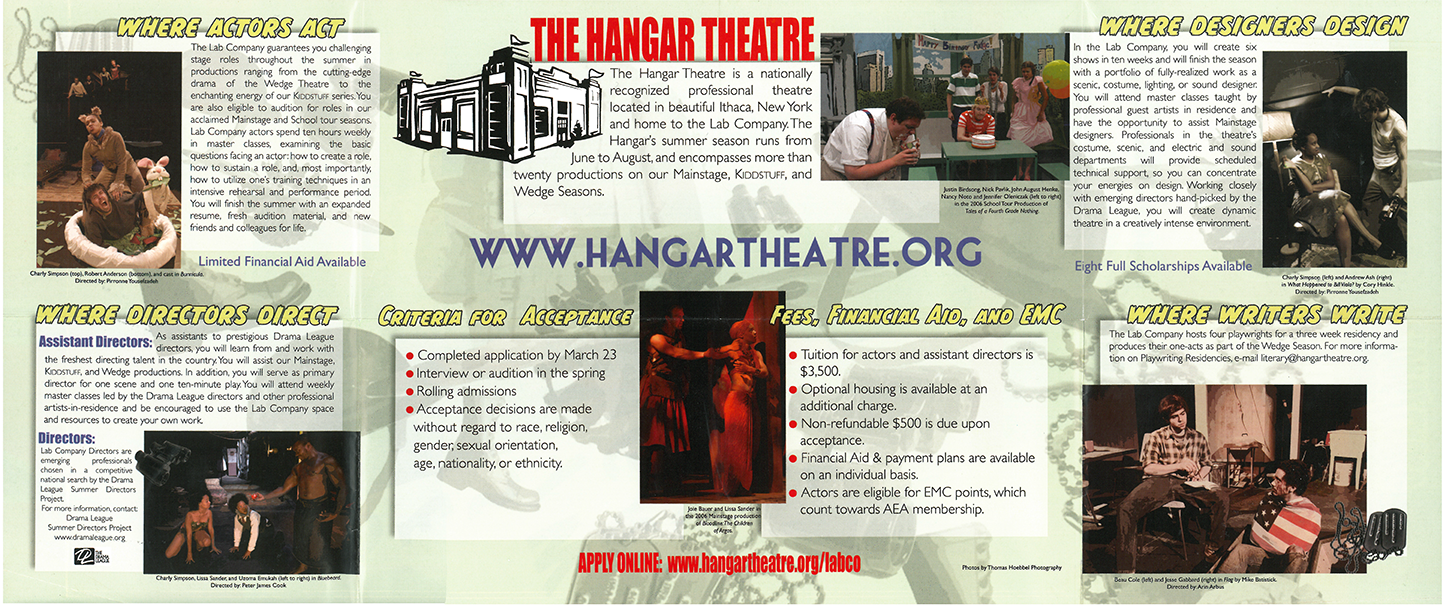 WHERE ACTORS ACT
The Lab Company guarantees you challenging
stage roles throughout the summer in
productions ranging from the cutting-edge
drama of the Wedge Theatre to the
enchanting energy of our KIDDSTUFF series. You
are also eligible to audition for roles in our
acclaimed Mainstage and School tour seasons.
Lab Company actors spend ten hours weekly
in master classes, examining the basic
questions facing an actor: how to create a role,
how to sustain a role, and, most importantly,
how to utilize one's training techniques in an
intensive rehearsal and performance period.
You will finish the summer with an expanded
resume, fresh audition material, and new
friends and colleagues for life.
Limited Financial Aid Available
Charly Simpson (top), Robert Anderson (bottom), and cast in Bunnicula.
Directed by: Pirronne Yousefzadeh
THE HANGAR THEATRE
The Hangar Theatre is a nationally
recognized professional theatre
located in beautiful Ithaca, New York
and home to the Lab Company. The
Hangar's summer season runs from
June to August, and encompasses more than
twenty productions on our Mainstage, KIDDSTUFF, and
Wedge Seasons.
Justin Birdsong, Nick Pavlik, John August Henke,
Nancy Noto and Jennifer Oleniczak (left to right)
in the 2006 School Tour Production of
Tales of a Fourth Grade Nothing.
WWW.HANGARTHEATRE.ORG
WHERE DESIGNERS DESIGN
In the Lab Company, you will create six
shows in ten weeks and will finish the season
with a portfolio of fully-realized work as a
scenic, costume, lighting, or sound designer.
You will attend master classes taught by
professional guest artists in residence and
have the opportunity to assist Mainstage
designers. Professionals in the theatre's
costume, scenic, and electric and sound
departments will provide scheduled
technical support, so you can concentrate
your energies on design. Working closely
with emerging directors hand-picked by the
Drama League, you will create dynamic
theatre in a creatively intense environment.
Eight Full Scholarships Available
Charly Simpson (left) and Andrew Ash (right)
in What Happened to Bill Viola? by Cory Hinkle.
Directed by: Pirronne Yousefzadeh
WHERE DIRECTORS DIRECT
Assistant Directors: As assistants to prestigious Drama League
directors, you will learn from and work with
the freshest directing talent in the country. You will assist our Mainstage,
KIDDSTUFF, and Wedge productions. In addition, you will serve as primary
director for one scene and one ten-minute play. You will attend weekly
master classes led by the Drama League directors and other professional
artists-in-residence and be encouraged to use the Lab Company space
and resources to create your own work.
Directors:
Lab Company Directors are
emerging professionals
chosen in a competitive
national search by the Drama
League Summer Directors
Project.
For more information, contact:
Drama League
Summer Directors Project
www.dramaleague.org
THE
DRAMA
LEAGUE
Charly Simpson, Lissa Sander, and Uzoma Emukah (left to right) in Bluebeard.
Directed by: Peter James Cook
CRITERIA FOR ACCEPTANCE
• Completed application by March 23
• Interview or audition in the spring
• Rolling admissions
• Acceptance decisions are made
without regard to race, religion,
gender, sexual orientation,
age, nationality, or ethnicity.
Joie Bauer and Lissa Sander in
the 2006 Mainstage production
of Bloodline: The Children
of Argos.
FEES, FINANCIAL AID, AND EMC
• Tuition for actors and assistant directors is
$3,500.
• Optional housing is available at an
additional charge.
• Non-refundable $500 is due upon
acceptance.
• Financial Aid & payment plans are available
on an individual basis.
• Actors are eligible for EMC points, which
count towards AEA membership.
APPLY ONLINE: www.hangartheatre.org/labco
Photos by Thomas Hoebbel Photography
WHERE WRITERS WRITE
The Lab Company hosts four playwrights for a three week residency and
produces their one-acts as part of the Wedge Season. For more informa-
tion on Playwriting Residencies, e-mail literary@hangartheatre.org.
Beau Cole (left) and Jesse Gabbard (right) in Flag by Mike Batistick.
Directed by: Arin Arbus